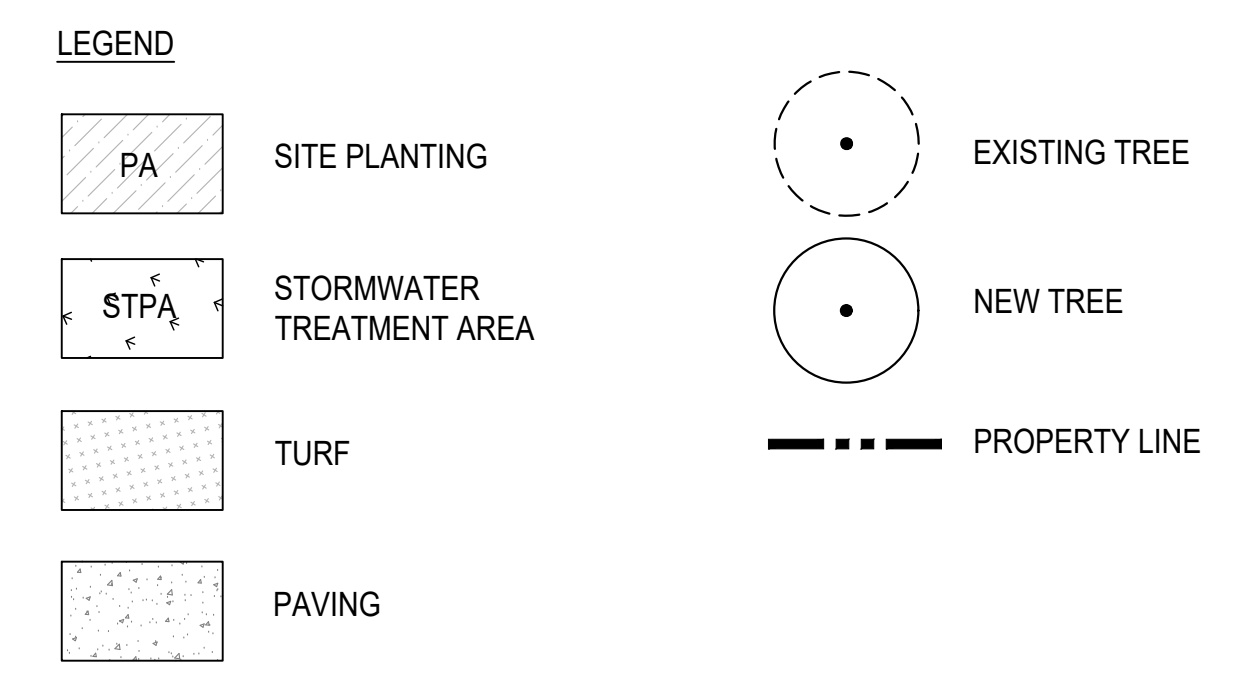 LEGEND
PA
SITE PLANTING
STPA
STORMWATER
TREATMENT AREA
TURF
PAVING
EXISTING TREE
NEW TREE
PROPERTY LINE